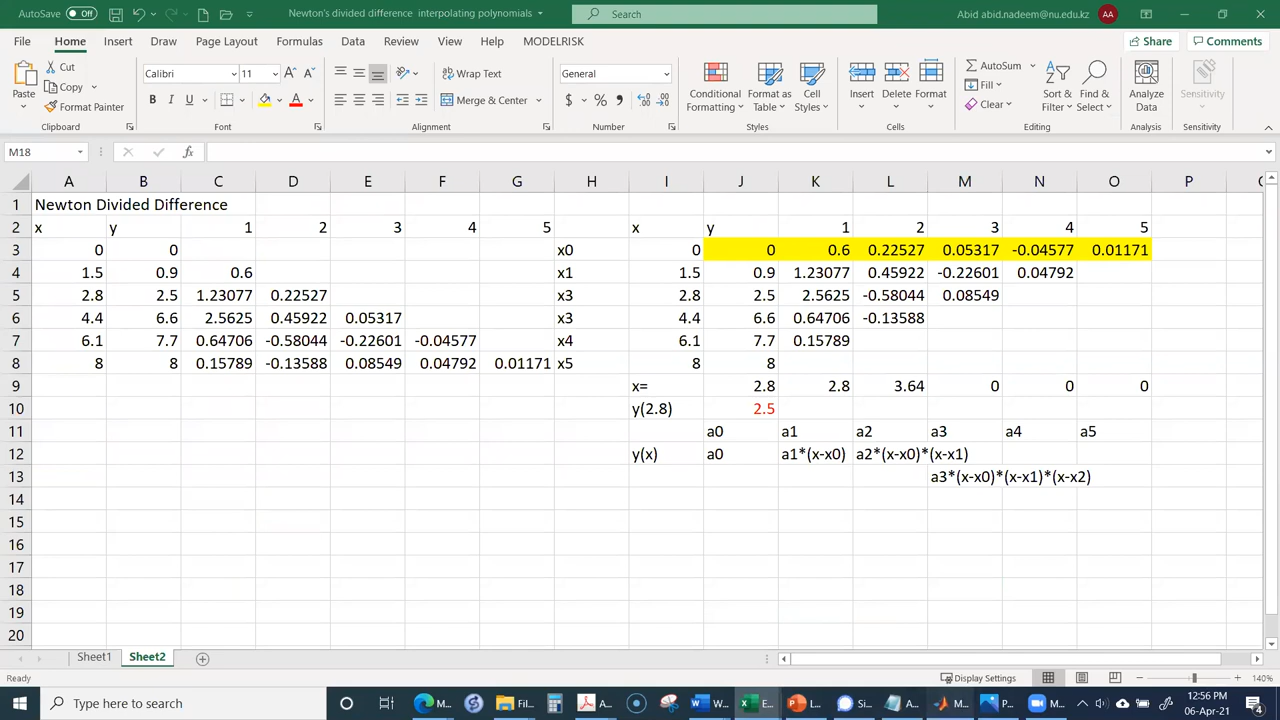 AutoSave Off Newton's divided difference interpolating polynomials Search Abid abid.nadeem@nu.edu.kz AA
File Home Insert Draw Page Layout Formulas Data Review View Help MODELRISK Share Comments
Cut Calibri 11 Wrap Text General AutoSum
Copy Fill
Paste Format Painter B I U Merge & Center $ % Conditional Formatting Format as Table Cell Styles Insert Delete Format Clear Sort & Filter Find & Select Analyze Data Sensitivity
Clipboard Font Alignment Number Styles Cells Editing Analysis Sensitivity
M18 fx
A B C D E F G H I J K L M N O P
1 Newton Divided Difference
2 x y 1 2 3 4 5 x y 1 2 3 4 5
3 0 0 x0 0 0 0.6 0.22527 0.05317 -0.04577 0.01171
4 1.5 0.9 0.6 x1 1.5 0.9 1.23077 0.45922 -0.22601 0.04792
5 2.8 2.5 1.23077 0.22527 x3 2.8 2.5 2.5625 -0.58044 0.08549
6 4.4 6.6 2.5625 0.45922 0.05317 x3 4.4 6.6 0.64706 -0.13588
7 6.1 7.7 0.64706 -0.58044 -0.22601 -0.04577 x4 6.1 7.7 0.15789
8 8 8 0.15789 -0.13588 0.08549 0.04792 0.01171 x5 8 8
9 x= 2.8 2.8 3.64 0 0 0
10 y(2.8) 2.5
11 a0 a1 a2 a3 a4 a5
12 y(x) a0 a1*(x-x0) a2*(x-x0)*(x-x1)
13 a3*(x-x0)*(x-x1)*(x-x2)
14
15
16
17
18
19
20
Sheet1 Sheet2
Ready Display Settings 140%
Type here to search M... Fil... A... W... E... L... Si... Ad... M... P... M... ENG 12:56 PM
06-Apr-21 4